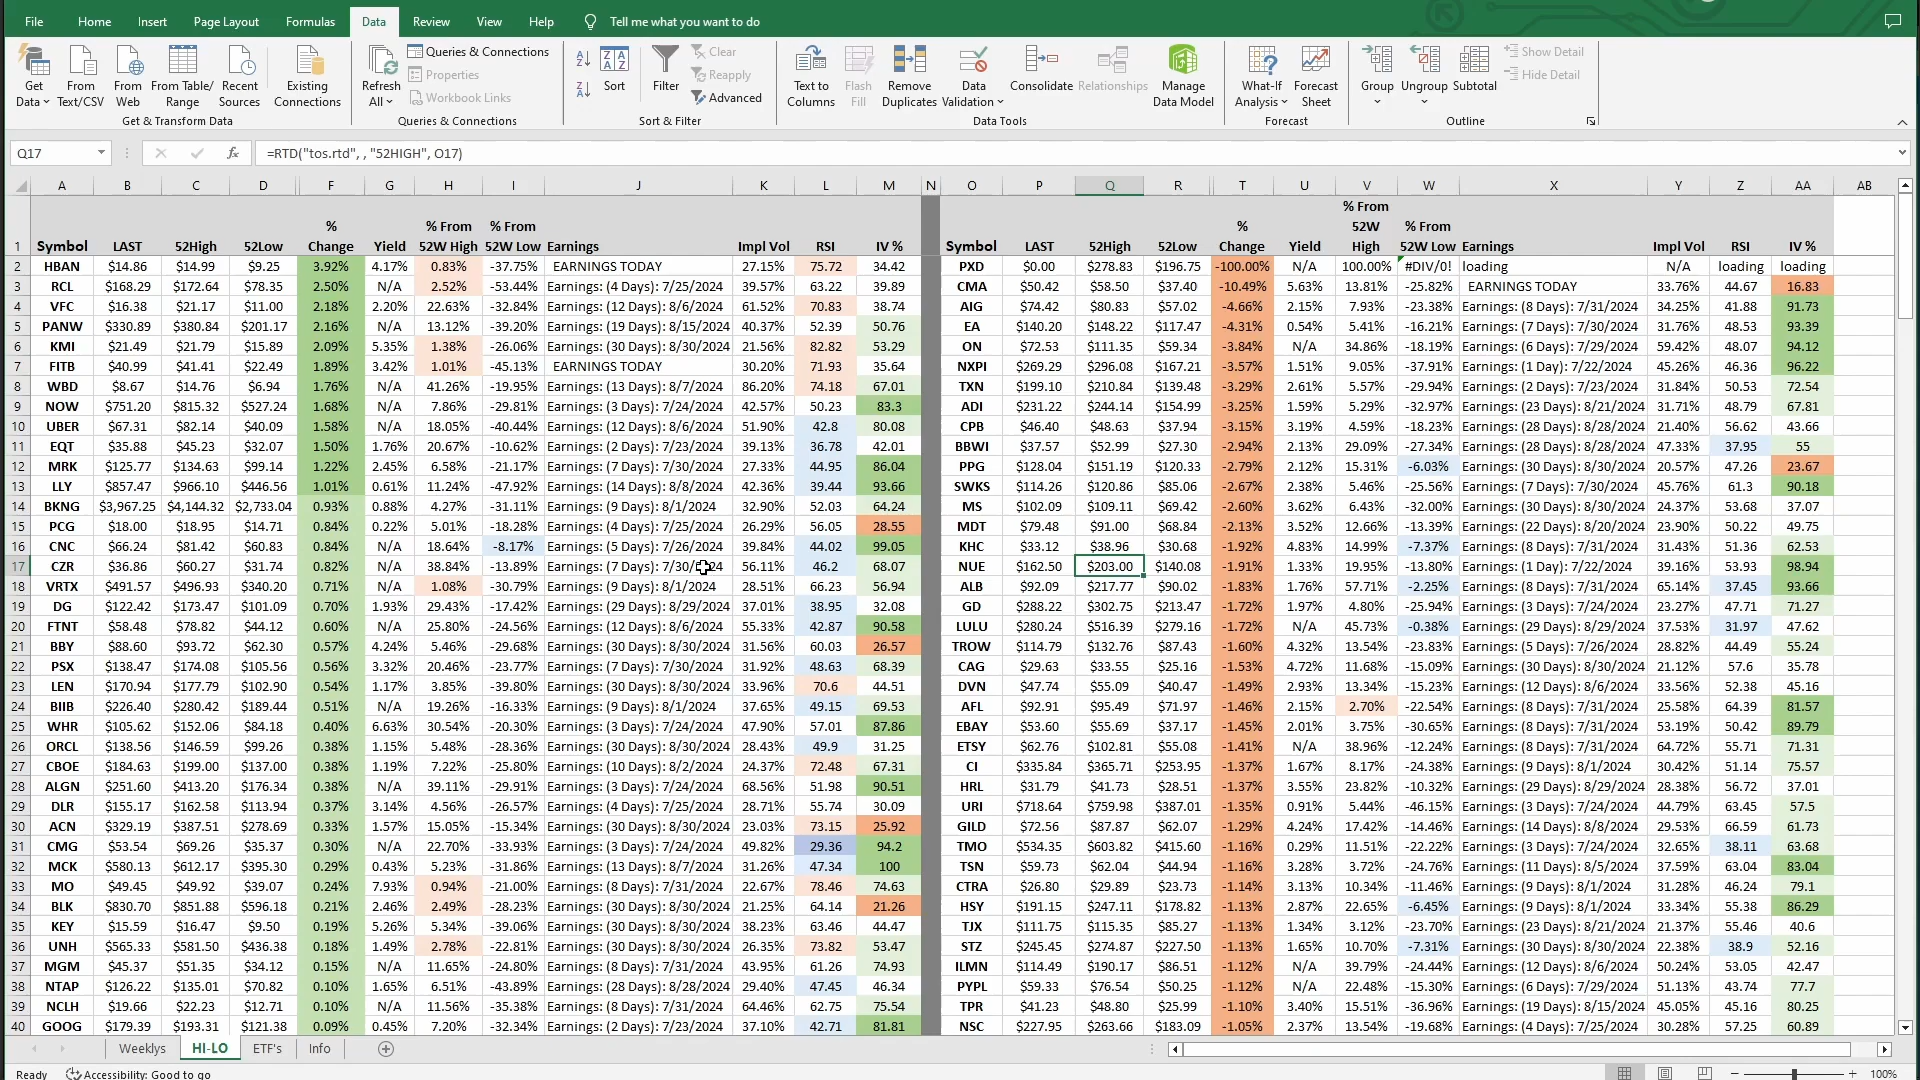 File Home Insert Page Layout Formulas Data Review View Help Tell me what you want to do
Get Data From Text/CSV From Web From Table/Range Recent Sources Existing Connections
Get & Transform Data
Refresh All Queries & Connections Properties Workbook Links
Queries & Connections
Sort Filter Clear Reapply Advanced
Sort & Filter
Text to Columns Flash Fill Remove Duplicates Data Validation Consolidate Relationships Manage Data Model
Data Tools
What-If Analysis Forecast Sheet
Forecast
Group Ungroup Subtotal Show Detail Hide Detail
Outline
Q17 fx =RTD("tos.rtd", , "52HIGH", O17)
A B C D F G H I J K L M N O P Q R T U V W X Y Z AA AB
1 Symbol LAST 52High 52Low % Change Yield % From 52W High % From 52W Low Earnings Impl Vol RSI IV % Symbol LAST 52High 52Low % Change Yield % From 52W High % From 52W Low Earnings Impl Vol RSI IV %
2 HBAN $14.86 $14.99 $9.25 3.92% 4.17% 0.83% -37.75% EARNINGS TODAY 27.15% 75.72 34.42 PXD $0.00 $278.83 $196.75 -100.00% N/A 100.00% #DIV/0! loading N/A loading loading
3 RCL $168.29 $172.64 $78.35 2.50% N/A 2.52% -53.44% Earnings: (4 Days): 7/25/2024 39.57% 63.22 39.89 CMA $50.42 $58.50 $37.40 -10.49% 5.63% 13.81% -25.82% EARNINGS TODAY 33.76% 44.67 16.83
4 VFC $16.38 $21.17 $11.00 2.18% 2.20% 22.63% -32.84% Earnings: (12 Days): 8/6/2024 61.52% 70.83 38.74 AIG $74.42 $80.83 $57.02 -4.66% 2.15% 7.93% -23.38% Earnings: (8 Days): 7/31/2024 34.25% 41.88 91.73
5 PANW $330.89 $380.84 $201.17 2.16% N/A 13.12% -39.20% Earnings: (19 Days): 8/15/2024 40.37% 52.39 50.76 EA $140.20 $148.22 $117.47 -4.31% 0.54% 5.41% -16.21% Earnings: (7 Days): 7/30/2024 31.76% 48.53 93.39
6 KMI $21.49 $21.79 $15.89 2.09% 5.35% 1.38% -26.06% Earnings: (30 Days): 8/30/2024 21.56% 82.82 53.29 ON $72.53 $111.35 $59.34 -3.84% N/A 34.86% -18.19% Earnings: (6 Days): 7/29/2024 59.42% 48.07 94.12
7 FITB $40.99 $41.41 $22.49 1.89% 3.42% 1.01% -45.13% EARNINGS TODAY 30.20% 71.93 35.64 NXPI $269.29 $296.08 $167.21 -3.57% 1.51% 9.05% -37.91% Earnings: (1 Day): 7/22/2024 45.26% 46.36 96.22
8 WBD $8.67 $14.76 $6.94 1.76% N/A 41.26% -19.95% Earnings: (13 Days): 8/7/2024 86.20% 74.18 67.01 TXN $199.10 $210.84 $139.48 -3.29% 2.61% 5.57% -29.94% Earnings: (2 Days): 7/23/2024 31.84% 50.53 72.54
9 NOW $751.20 $815.32 $527.24 1.68% N/A 7.86% -29.81% Earnings: (3 Days): 7/24/2024 42.57% 50.23 83.3 ADI $231.22 $244.14 $154.99 -3.25% 1.59% 5.29% -32.97% Earnings: (23 Days): 8/21/2024 31.71% 48.79 67.81
10 UBER $67.31 $82.14 $40.09 1.58% N/A 18.05% -40.44% Earnings: (12 Days): 8/6/2024 51.90% 42.8 80.08 CPB $46.40 $48.63 $37.94 -3.15% 3.19% 4.59% -18.23% Earnings: (28 Days): 8/28/2024 21.40% 56.62 43.66
11 EQT $35.88 $45.23 $32.07 1.50% 1.76% 20.67% -10.62% Earnings: (2 Days): 7/23/2024 39.13% 36.78 42.01 BBWI $37.57 $52.99 $27.30 -2.94% 2.13% 29.09% -27.34% Earnings: (28 Days): 8/28/2024 47.33% 37.95 55
12 MRK $125.77 $134.63 $99.14 1.22% 2.45% 6.58% -21.17% Earnings: (7 Days): 7/30/2024 27.33% 44.95 86.04 PPG $128.04 $151.19 $120.33 -2.79% 2.12% 15.31% -6.03% Earnings: (30 Days): 8/30/2024 20.57% 47.26 23.67
13 LLY $857.47 $966.10 $446.56 1.01% 0.61% 11.24% -47.92% Earnings: (14 Days): 8/8/2024 42.36% 39.44 93.66 SWKS $114.26 $120.86 $85.06 -2.67% 2.38% 5.46% -25.56% Earnings: (7 Days): 7/30/2024 45.76% 61.3 90.18
14 BKNG $3,967.25 $4,144.32 $2,733.04 0.93% 0.88% 4.27% -31.11% Earnings: (9 Days): 8/1/2024 32.90% 52.03 64.24 MS $102.09 $109.11 $69.42 -2.60% 3.62% 6.43% -32.00% Earnings: (30 Days): 8/30/2024 24.37% 53.68 37.07
15 PCG $18.00 $18.95 $14.71 0.84% 0.22% 5.01% -18.28% Earnings: (4 Days): 7/25/2024 26.29% 56.05 28.55 MDT $79.48 $91.00 $68.84 -2.13% 3.52% 12.66% -13.39% Earnings: (22 Days): 8/20/2024 23.90% 50.22 49.75
16 CNC $66.24 $81.42 $60.83 0.84% N/A 18.64% -8.17% Earnings: (5 Days): 7/26/2024 39.84% 44.02 99.05 KHC $33.12 $38.96 $30.68 -1.92% 4.83% 14.99% -7.37% Earnings: (8 Days): 7/31/2024 31.43% 51.36 62.53
17 CZR $36.86 $60.27 $31.74 0.82% N/A 38.84% -13.89% Earnings: (7 Days): 7/30/2024 56.11% 46.2 68.07 NUE $162.50 $203.00 $140.08 -1.91% 1.33% 19.95% -13.80% Earnings: (1 Day): 7/22/2024 39.16% 53.93 98.94
18 VRTX $491.57 $496.93 $340.20 0.71% N/A 1.08% -30.79% Earnings: (9 Days): 8/1/2024 28.51% 66.23 56.94 ALB $92.09 $217.77 $90.02 -1.83% 1.76% 57.71% -2.25% Earnings: (8 Days): 7/31/2024 65.14% 37.45 93.66
19 DG $122.42 $173.47 $101.09 0.70% 1.93% 29.43% -17.42% Earnings: (29 Days): 8/29/2024 37.01% 38.95 32.08 GD $288.22 $302.75 $213.47 -1.72% 1.97% 4.80% -25.94% Earnings: (3 Days): 7/24/2024 23.27% 47.71 71.27
20 FTNT $58.48 $78.82 $44.12 0.60% N/A 25.80% -24.56% Earnings: (12 Days): 8/6/2024 55.33% 42.87 90.58 LULU $280.24 $516.39 $279.16 -1.72% N/A 45.73% -0.38% Earnings: (29 Days): 8/29/2024 37.53% 31.97 47.62
21 BBY $88.60 $93.72 $62.30 0.57% 4.24% 5.46% -29.68% Earnings: (30 Days): 8/30/2024 31.56% 60.03 26.57 TROW $114.79 $132.76 $87.43 -1.60% 4.32% 13.54% -23.83% Earnings: (5 Days): 7/26/2024 28.82% 44.49 55.24
22 PSX $138.47 $174.08 $105.56 0.56% 3.32% 20.46% -23.77% Earnings: (7 Days): 7/30/2024 31.92% 48.63 68.39 CAG $29.63 $33.55 $25.16 -1.53% 4.72% 11.68% -15.09% Earnings: (30 Days): 8/30/2024 21.12% 57.6 35.78
23 LEN $170.94 $177.79 $102.90 0.54% 1.17% 3.85% -39.80% Earnings: (30 Days): 8/30/2024 33.96% 70.6 44.51 DVN $47.74 $55.09 $40.47 -1.49% 2.93% 13.34% -15.23% Earnings: (12 Days): 8/6/2024 33.56% 52.38 45.16
24 BIIB $226.40 $280.42 $189.44 0.51% N/A 19.26% -16.33% Earnings: (9 Days): 8/1/2024 37.65% 49.15 69.53 AFL $92.91 $95.49 $71.97 -1.46% 2.15% 2.70% -22.54% Earnings: (8 Days): 7/31/2024 25.58% 64.39 81.57
25 WHR $105.62 $152.06 $84.18 0.40% 6.63% 30.54% -20.30% Earnings: (3 Days): 7/24/2024 47.90% 57.01 87.86 EBAY $53.60 $55.69 $37.17 -1.45% 2.01% 3.75% -30.65% Earnings: (8 Days): 7/31/2024 53.19% 50.42 89.79
26 ORCL $138.56 $146.59 $99.26 0.38% 1.15% 5.48% -28.36% Earnings: (30 Days): 8/30/2024 28.43% 49.9 31.25 ETSY $62.76 $102.81 $55.08 -1.41% N/A 38.96% -12.24% Earnings: (8 Days): 7/31/2024 64.72% 55.71 71.31
27 CBOE $184.63 $199.00 $137.00 0.38% 1.19% 7.22% -25.80% Earnings: (10 Days): 8/2/2024 24.37% 72.48 67.31 CI $335.84 $365.71 $253.95 -1.37% 1.67% 8.17% -24.38% Earnings: (9 Days): 8/1/2024 30.42% 51.14 75.57
28 ALGN $251.60 $413.20 $176.34 0.38% N/A 39.11% -29.91% Earnings: (3 Days): 7/24/2024 68.56% 51.98 90.51 HRL $31.79 $41.73 $28.51 -1.37% 3.55% 23.82% -10.32% Earnings: (29 Days): 8/29/2024 28.38% 56.72 37.01
29 DLR $155.17 $162.58 $113.94 0.37% 3.14% 4.56% -26.57% Earnings: (4 Days): 7/25/2024 28.71% 55.74 30.09 URI $718.64 $759.98 $387.01 -1.35% 0.91% 5.44% -46.15% Earnings: (3 Days): 7/24/2024 44.79% 63.45 57.5
30 ACN $329.19 $387.51 $278.69 0.33% 1.57% 15.05% -15.34% Earnings: (30 Days): 8/30/2024 23.03% 73.15 25.92 GILD $72.56 $87.87 $62.07 -1.29% 4.24% 17.42% -14.46% Earnings: (14 Days): 8/8/2024 29.53% 66.59 61.73
31 CMG $53.54 $69.26 $35.37 0.30% N/A 22.70% -33.93% Earnings: (3 Days): 7/24/2024 49.82% 29.36 94.2 TMO $534.35 $603.82 $415.60 -1.16% 0.29% 11.51% -22.22% Earnings: (3 Days): 7/24/2024 32.65% 38.11 63.68
32 MCK $580.13 $612.17 $395.30 0.29% 0.43% 5.23% -31.86% Earnings: (13 Days): 8/7/2024 31.26% 47.34 100 TSN $59.73 $62.04 $44.94 -1.16% 3.28% 3.72% -24.76% Earnings: (11 Days): 8/5/2024 37.59% 63.04 83.04
33 MO $49.45 $49.92 $39.07 0.24% 7.93% 0.94% -21.00% Earnings: (8 Days): 7/31/2024 22.67% 78.46 74.63 CTRA $26.80 $29.89 $23.73 -1.14% 3.13% 10.34% -11.46% Earnings: (9 Days): 8/1/2024 31.28% 46.24 79.1
34 BLK $830.70 $851.88 $596.18 0.21% 2.46% 2.49% -28.23% Earnings: (30 Days): 8/30/2024 21.25% 64.14 21.26 HSY $191.15 $247.11 $178.82 -1.13% 2.87% 22.65% -6.45% Earnings: (9 Days): 8/1/2024 33.34% 55.38 86.29
35 KEY $15.59 $16.47 $9.50 0.19% 5.26% 5.34% -39.06% Earnings: (30 Days): 8/30/2024 38.23% 63.46 44.47 TJX $111.75 $115.35 $85.27 -1.13% 1.34% 3.12% -23.70% Earnings: (23 Days): 8/21/2024 21.37% 55.46 40.6
36 UNH $565.33 $581.50 $436.38 0.18% 1.49% 2.78% -22.81% Earnings: (30 Days): 8/30/2024 26.35% 73.82 53.47 STZ $245.45 $274.87 $227.50 -1.13% 1.65% 10.70% -7.31% Earnings: (30 Days): 8/30/2024 22.38% 38.9 52.16
37 MGM $45.37 $51.35 $34.12 0.15% N/A 11.65% -24.80% Earnings: (8 Days): 7/31/2024 43.95% 61.26 74.93 ILMN $114.49 $190.17 $86.51 -1.12% N/A 39.79% -24.44% Earnings: (12 Days): 8/6/2024 50.24% 53.05 42.47
38 NTAP $126.22 $135.01 $70.82 0.10% 1.65% 6.51% -43.89% Earnings: (28 Days): 8/28/2024 29.40% 47.45 46.34 PYPL $59.33 $76.54 $50.25 -1.12% N/A 22.48% -15.30% Earnings: (6 Days): 7/29/2024 51.13% 43.74 77.7
39 NCLH $19.66 $22.23 $12.71 0.10% N/A 11.56% -35.38% Earnings: (8 Days): 7/31/2024 64.46% 62.75 75.54 TPR $41.23 $48.80 $25.99 -1.10% 3.40% 15.51% -36.96% Earnings: (19 Days): 8/15/2024 45.05% 45.16 80.25
40 GOOG $179.39 $193.31 $121.38 0.09% 0.45% 7.20% -32.34% Earnings: (2 Days): 7/23/2024 37.10% 42.71 81.81 NSC $227.95 $263.66 $183.09 -1.05% 2.37% 13.54% -19.68% Earnings: (4 Days): 7/25/2024 30.28% 57.25 60.89
Weeklys HI-LO ETF's Info
Ready Accessibility: Good to go 100%